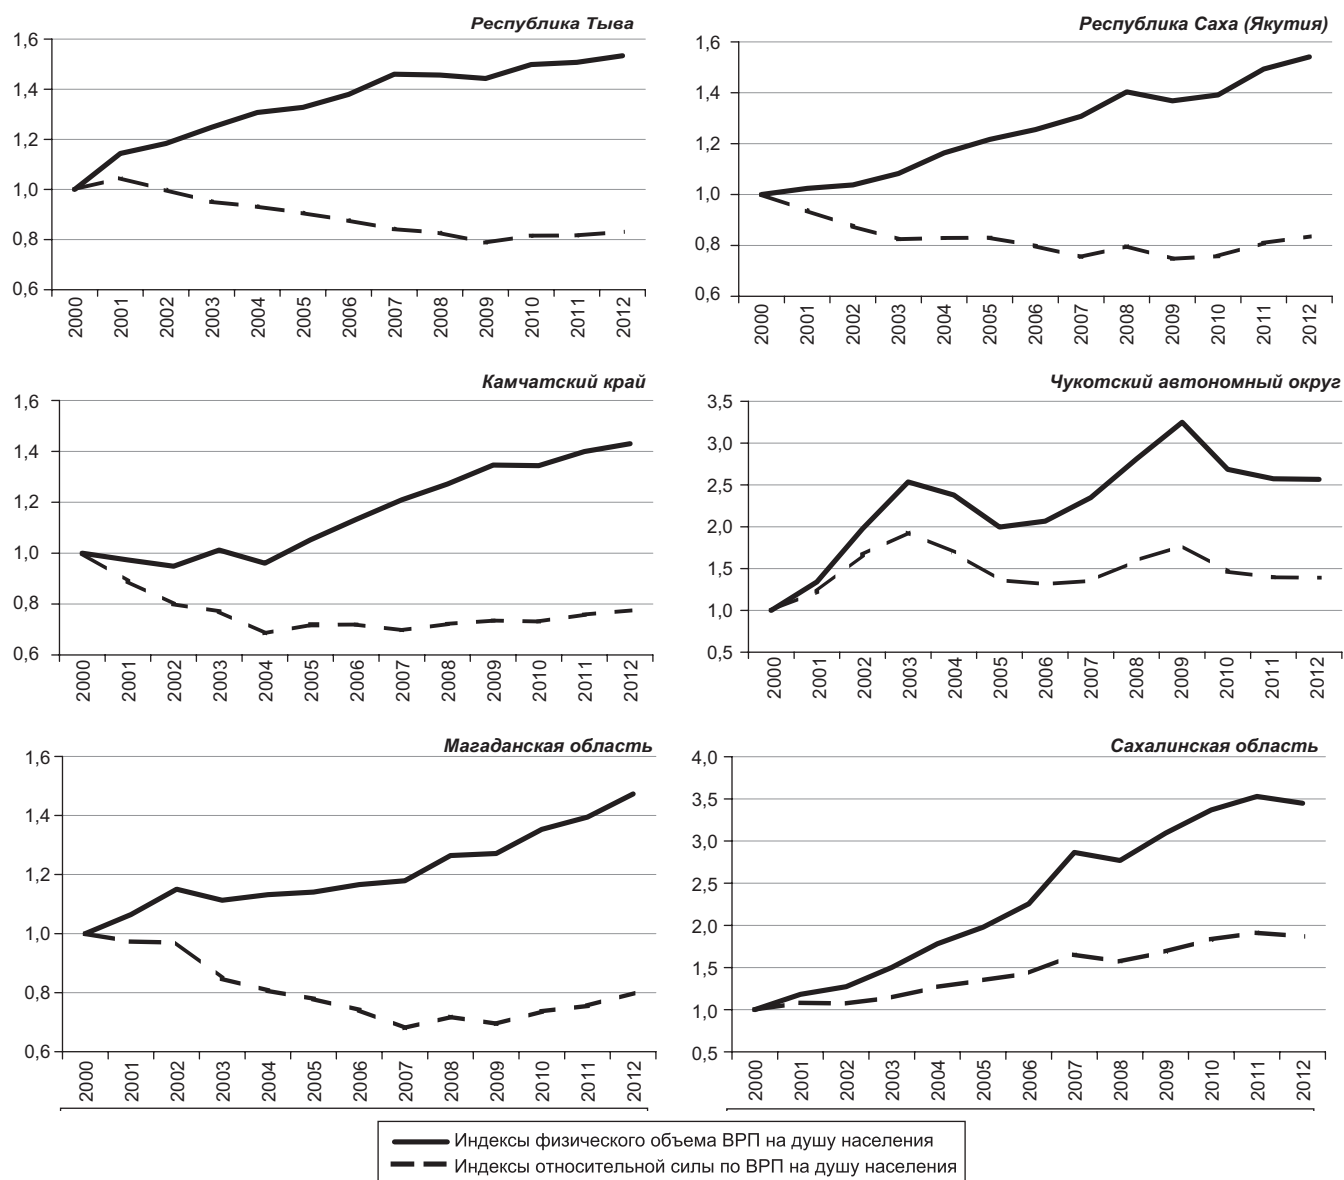 Республика Тыва
1,6
1,4
1,2
1,0
0,8
0,6
2000 2001 2002 2003 2004 2005 2006 2007 2008 2009 2010 2011 2012
Республика Саха (Якутия)
1,6
1,4
1,2
1,0
0,8
0,6
2000 2001 2002 2003 2004 2005 2006 2007 2008 2009 2010 2011 2012
Камчатский край
1,6
1,4
1,2
1,0
0,8
0,6
2000 2001 2002 2003 2004 2005 2006 2007 2008 2009 2010 2011 2012
Чукотский автономный округ
3,5
3,0
2,5
2,0
1,5
1,0
0,5
2000 2001 2002 2003 2004 2005 2006 2007 2008 2009 2010 2011 2012
Магаданская область
1,6
1,4
1,2
1,0
0,8
0,6
2000 2001 2002 2003 2004 2005 2006 2007 2008 2009 2010 2011 2012
Сахалинская область
4,0
3,5
3,0
2,5
2,0
1,5
1,0
0,5
2000 2001 2002 2003 2004 2005 2006 2007 2008 2009 2010 2011 2012
Индексы физического объема ВРП на душу населения
Индексы относительной силы по ВРП на душу населения